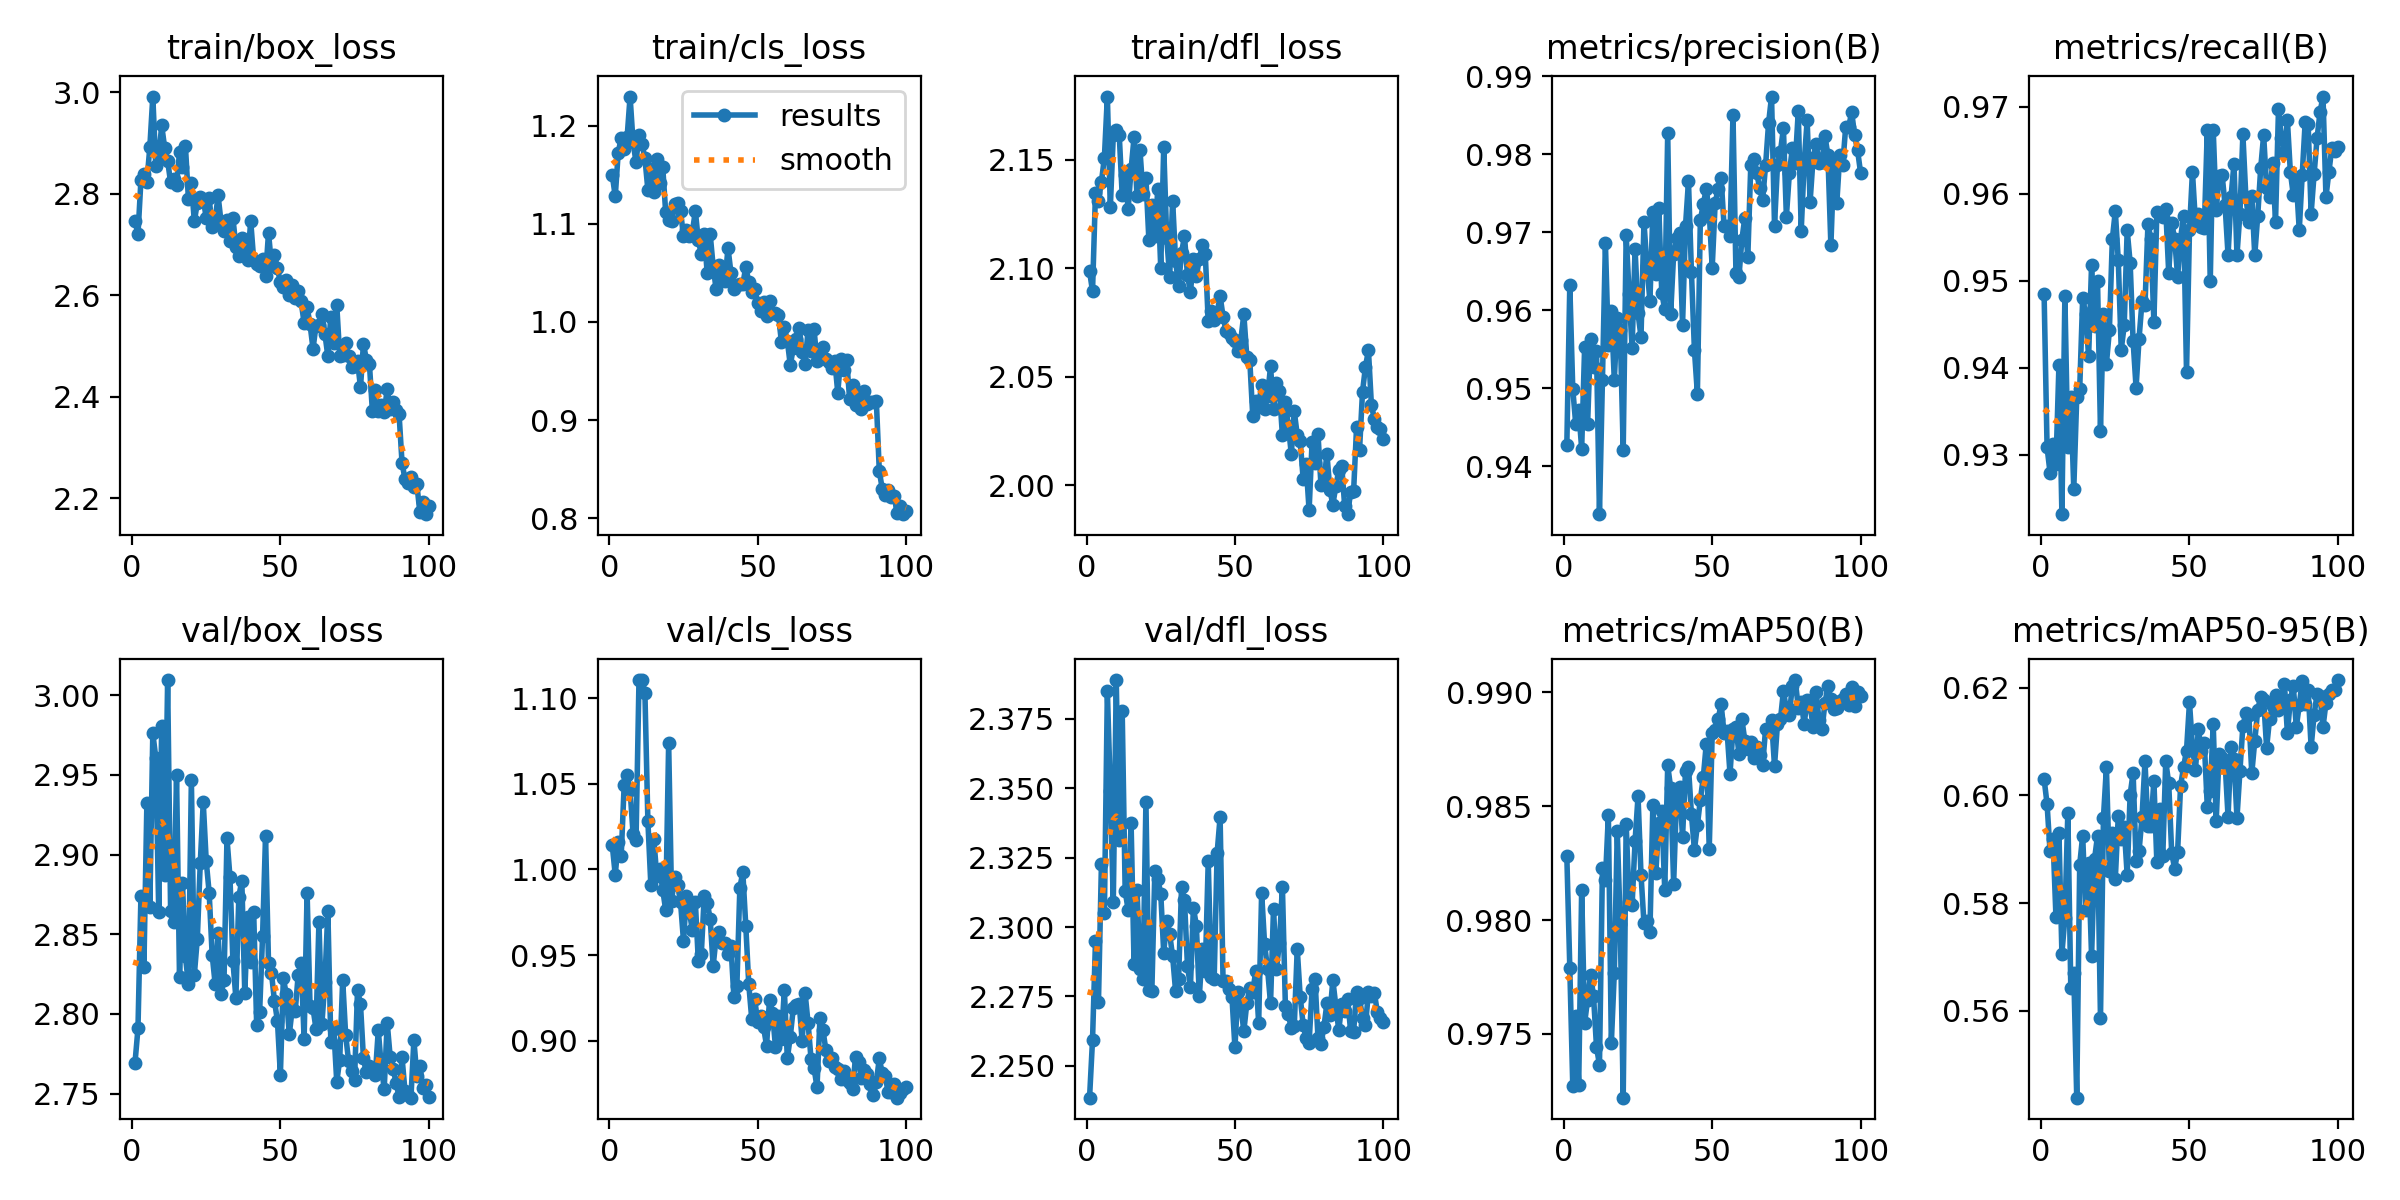 train/box_loss
3.0
2.8
2.6
2.4
2.2
0 50 100
train/cls_loss
results
smooth
1.2
1.1
1.0
0.9
0.8
0 50 100
train/dfl_loss
2.15
2.10
2.05
2.00
0 50 100
metrics/precision(B)
0.99
0.98
0.97
0.96
0.95
0.94
0 50 100
metrics/recall(B)
0.97
0.96
0.95
0.94
0.93
0 50 100
val/box_loss
3.00
2.95
2.90
2.85
2.80
2.75
0 50 100
val/cls_loss
1.10
1.05
1.00
0.95
0.90
0 50 100
val/dfl_loss
2.375
2.350
2.325
2.300
2.275
2.250
0 50 100
metrics/mAP50(B)
0.990
0.985
0.980
0.975
0 50 100
metrics/mAP50-95(B)
0.62
0.60
0.58
0.56
0 50 100